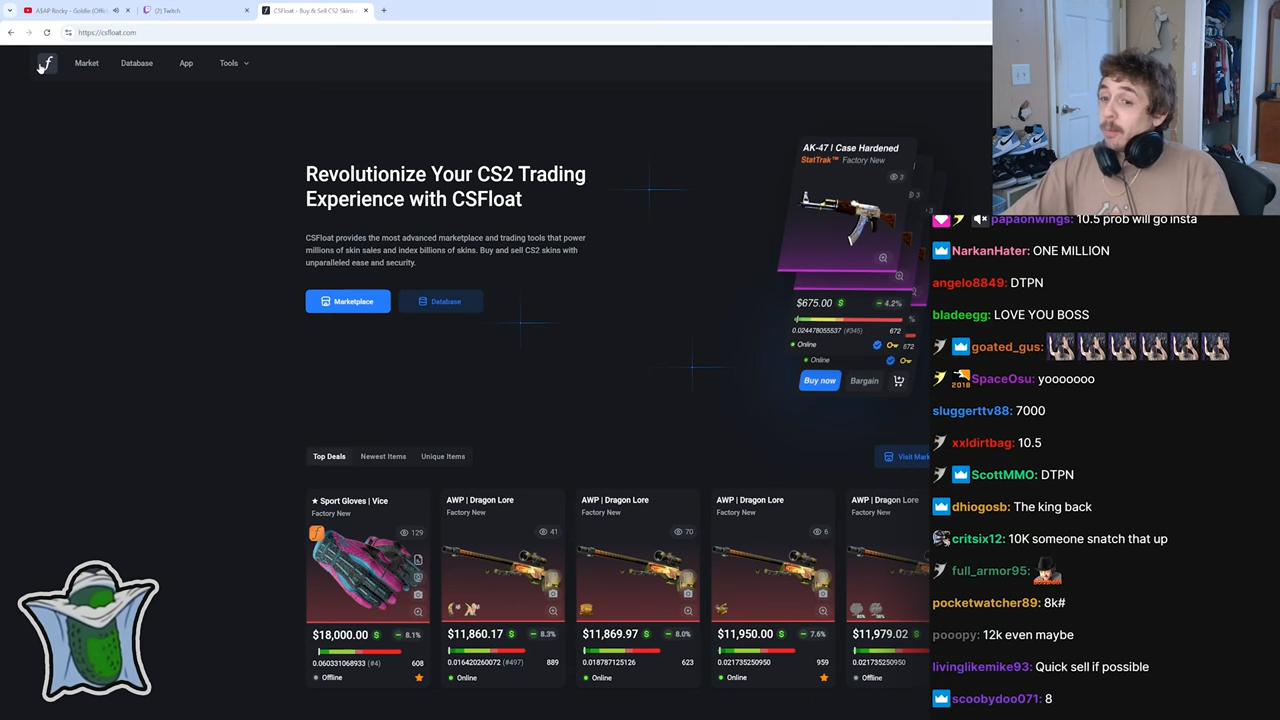 A$AP Rocky - Goldie (Offici
(2) Twitch
CSFloat - Buy & Sell CS2 Skins -
https://csfloat.com
f
Market
Database
App
Tools
Revolutionize Your CS2 Trading
Experience with CSFloat
CSFloat provides the most advanced marketplace and trading tools that power
millions of skin sales and index billions of skins. Buy and sell CS2 skins with
unparalleled ease and security.
Marketplace
Database
AK-47 | Case Hardened
StatTrak™ Factory New
3
3
3
$675.00 $ 4.2%
%
0.024478055537 (#345) 672
Online
672
Online
Buy now
Bargain
Top Deals
Newest Items
Unique Items
Visit Mark
★ Sport Gloves | Vice
Factory New
129
$18,000.00 $ 8.1%
0.060331068933 (#4) 608
Offline
AWP | Dragon Lore
Factory New
41
$11,860.17 $ 8.3%
0.016420260072 (#497) 889
Online
AWP | Dragon Lore
Factory New
70
$11,869.97 $ 8.0%
0.018787125126 623
Online
AWP | Dragon Lore
Factory New
6
$11,950.00 $ 7.6%
0.021735250950 959
Online
AWP | Dragon Lore
Factory New
$11,979.02 $
0.021735250950
Offline
papaonwings: 10.5 prob will go insta
NarkanHater: ONE MILLION
angelo8849: DTPN
bladeegg: LOVE YOU BOSS
goated_gus:
2018 SpaceOsu: yooooooo
sluggerttv88: 7000
xxldirtbag: 10.5
ScottMMO: DTPN
dhiogosb: The king back
critsix12: 10K someone snatch that up
full_armor95:
pocketwatcher89: 8k#
pooopy: 12k even maybe
livinglikemike93: Quick sell if possible
scoobydoo071: 8